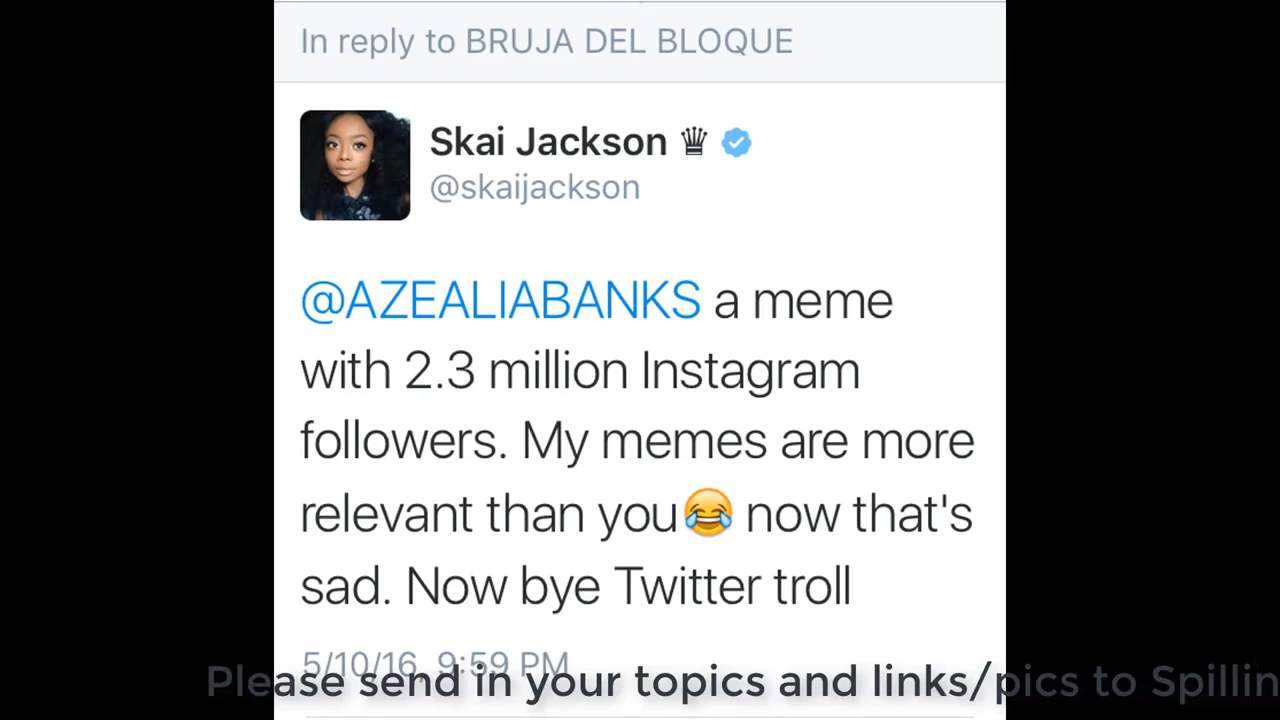 In reply to BRUJA DEL BLOQUE
Skai Jackson ♛
@skaijackson
@AZEALIABANKS a meme
with 2.3 million Instagram
followers. My memes are more
relevant than you😂 now that's
sad. Now bye Twitter troll
5/10/16, 9:59 PM
Please send in your topics and links/pics to Spillin